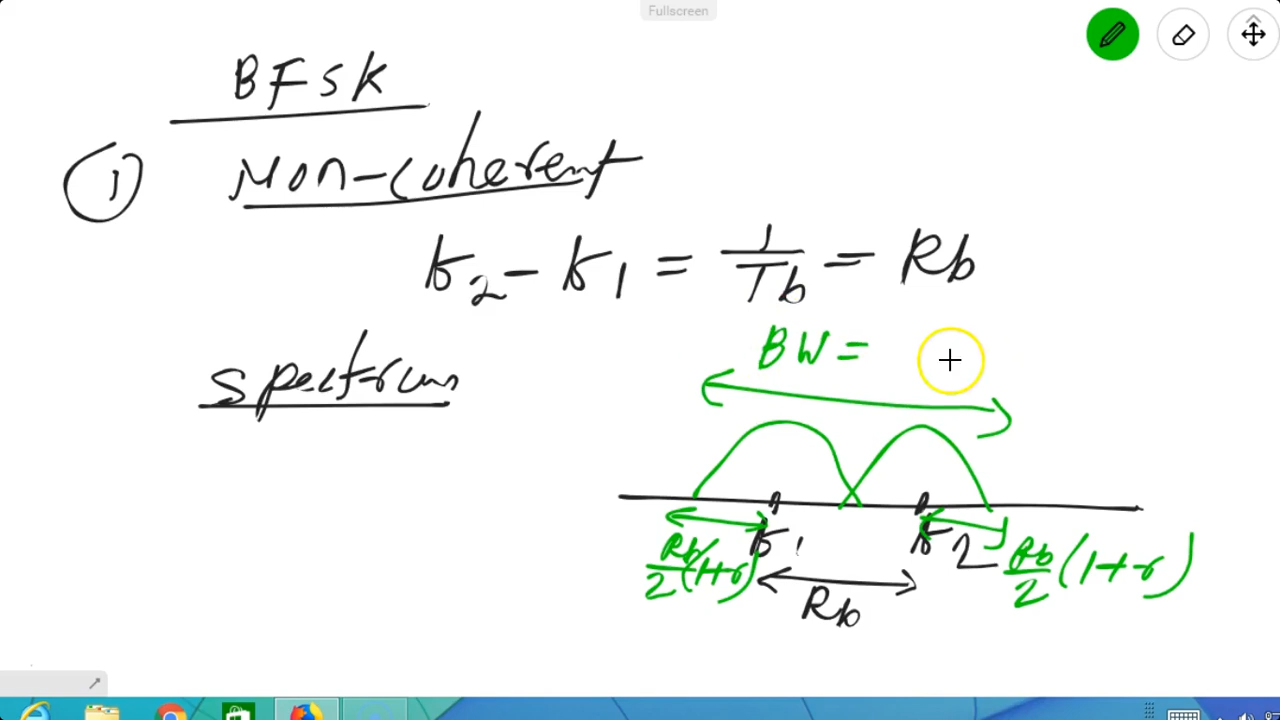 Fullscreen
BFSK
① Non-coherent
f2 - f1 = 1/Tb = Rb
BW =
Spectrum
f1 f2
Rb/2 (1+r) Rb/2 (1+r)
Rb